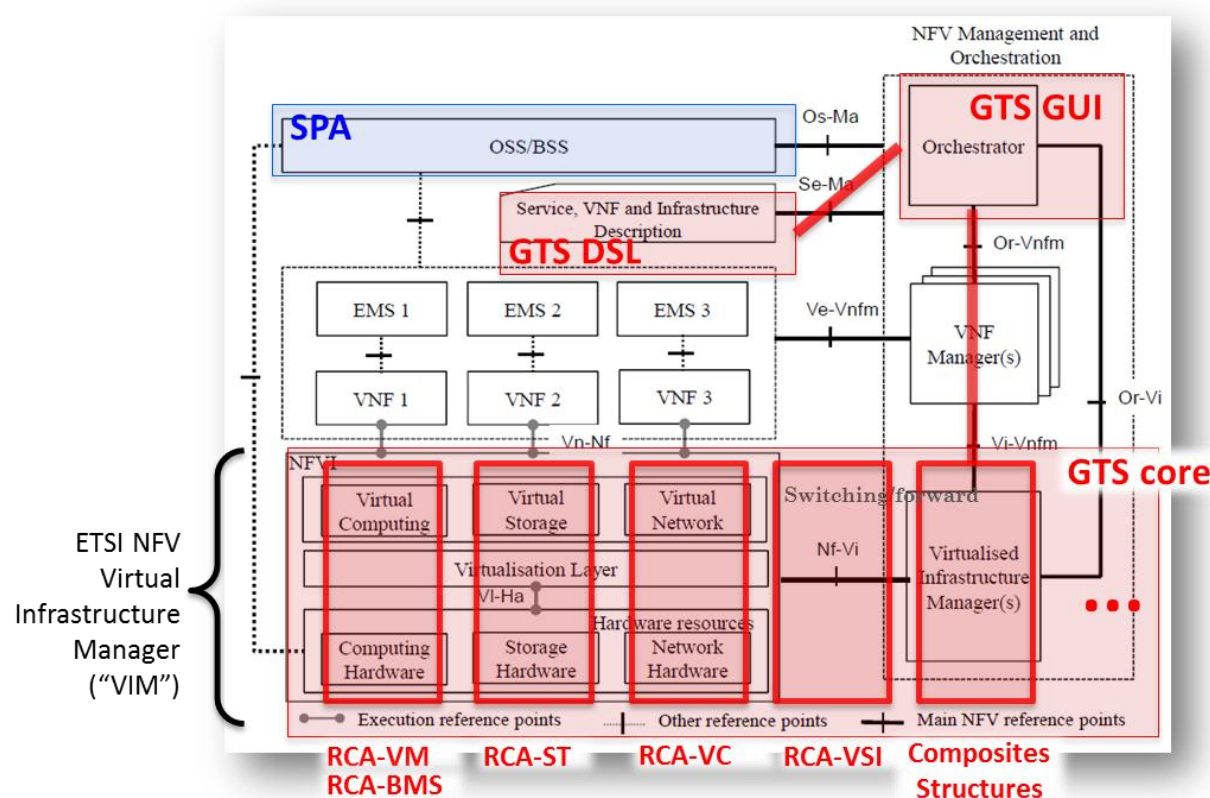 NFV Management and
Orchestration
GTS GUI
Orchestrator
SPA
OSS/BSS
Os-Ma
Se-Ma
Service, VNF and Infrastructure
Description
GTS DSL
Or-Vnfm
EMS 1
EMS 2
EMS 3
Ve-Vnfm
VNF
Manager(s)
VNF 1
VNF 2
VNF 3
Or-Vi
Vn-Nf
Vi-Vnfm
NFVI
GTS core
Virtual
Computing
Virtual
Storage
Virtual
Network
Switching/forward
ETSI NFV
Virtual
Infrastructure
Manager
(“VIM”)
Virtualisation Layer
Nf-Vi
Virtualised
Infrastructure
Manager(s)
...
Vl-Ha
Hardware resources
Computing
Hardware
Storage
Hardware
Network
Hardware
Execution reference points
Other reference points
Main NFV reference points
RCA-VM
RCA-BMS
RCA-ST
RCA-VC
RCA-VSI
Composites
Structures